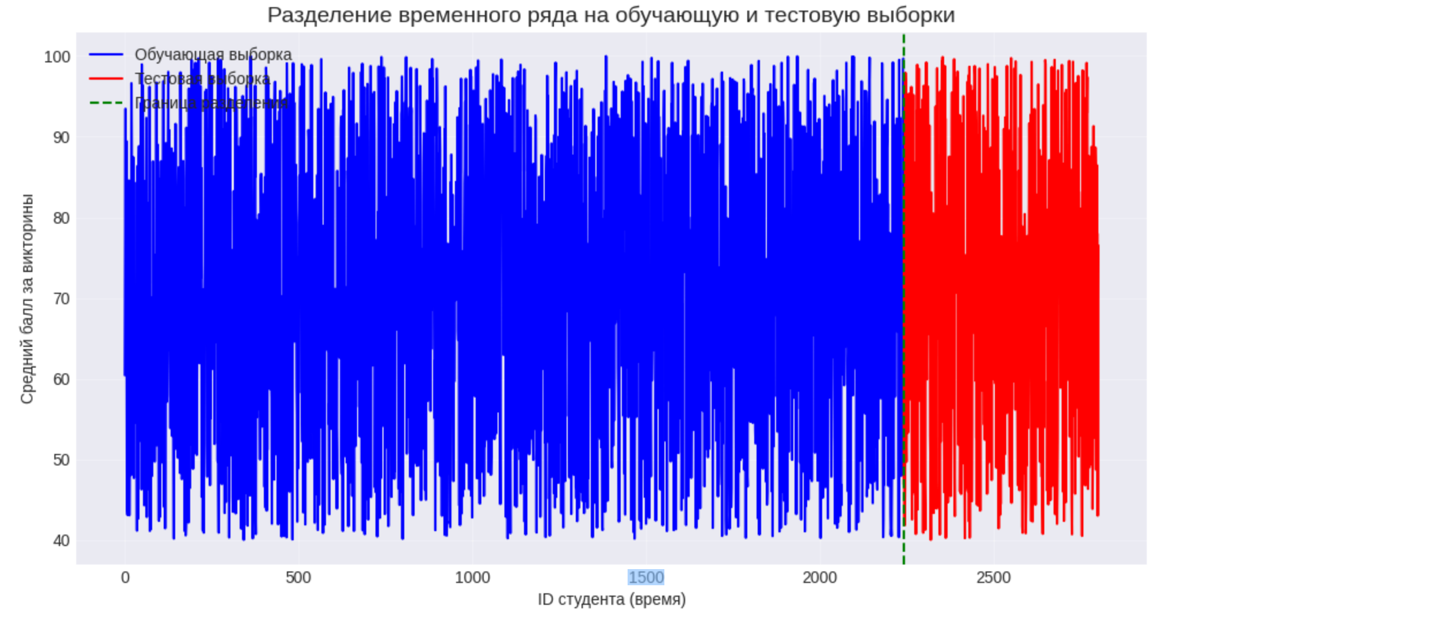 Разделение временного ряда на обучающую и тестовую выборки
Обучающая выборка
Тестовая выборка
Граница разделения
100
90
80
70
60
50
40
Средний балл за викторины
0 500 1000 1500 2000 2500
ID студента (время)